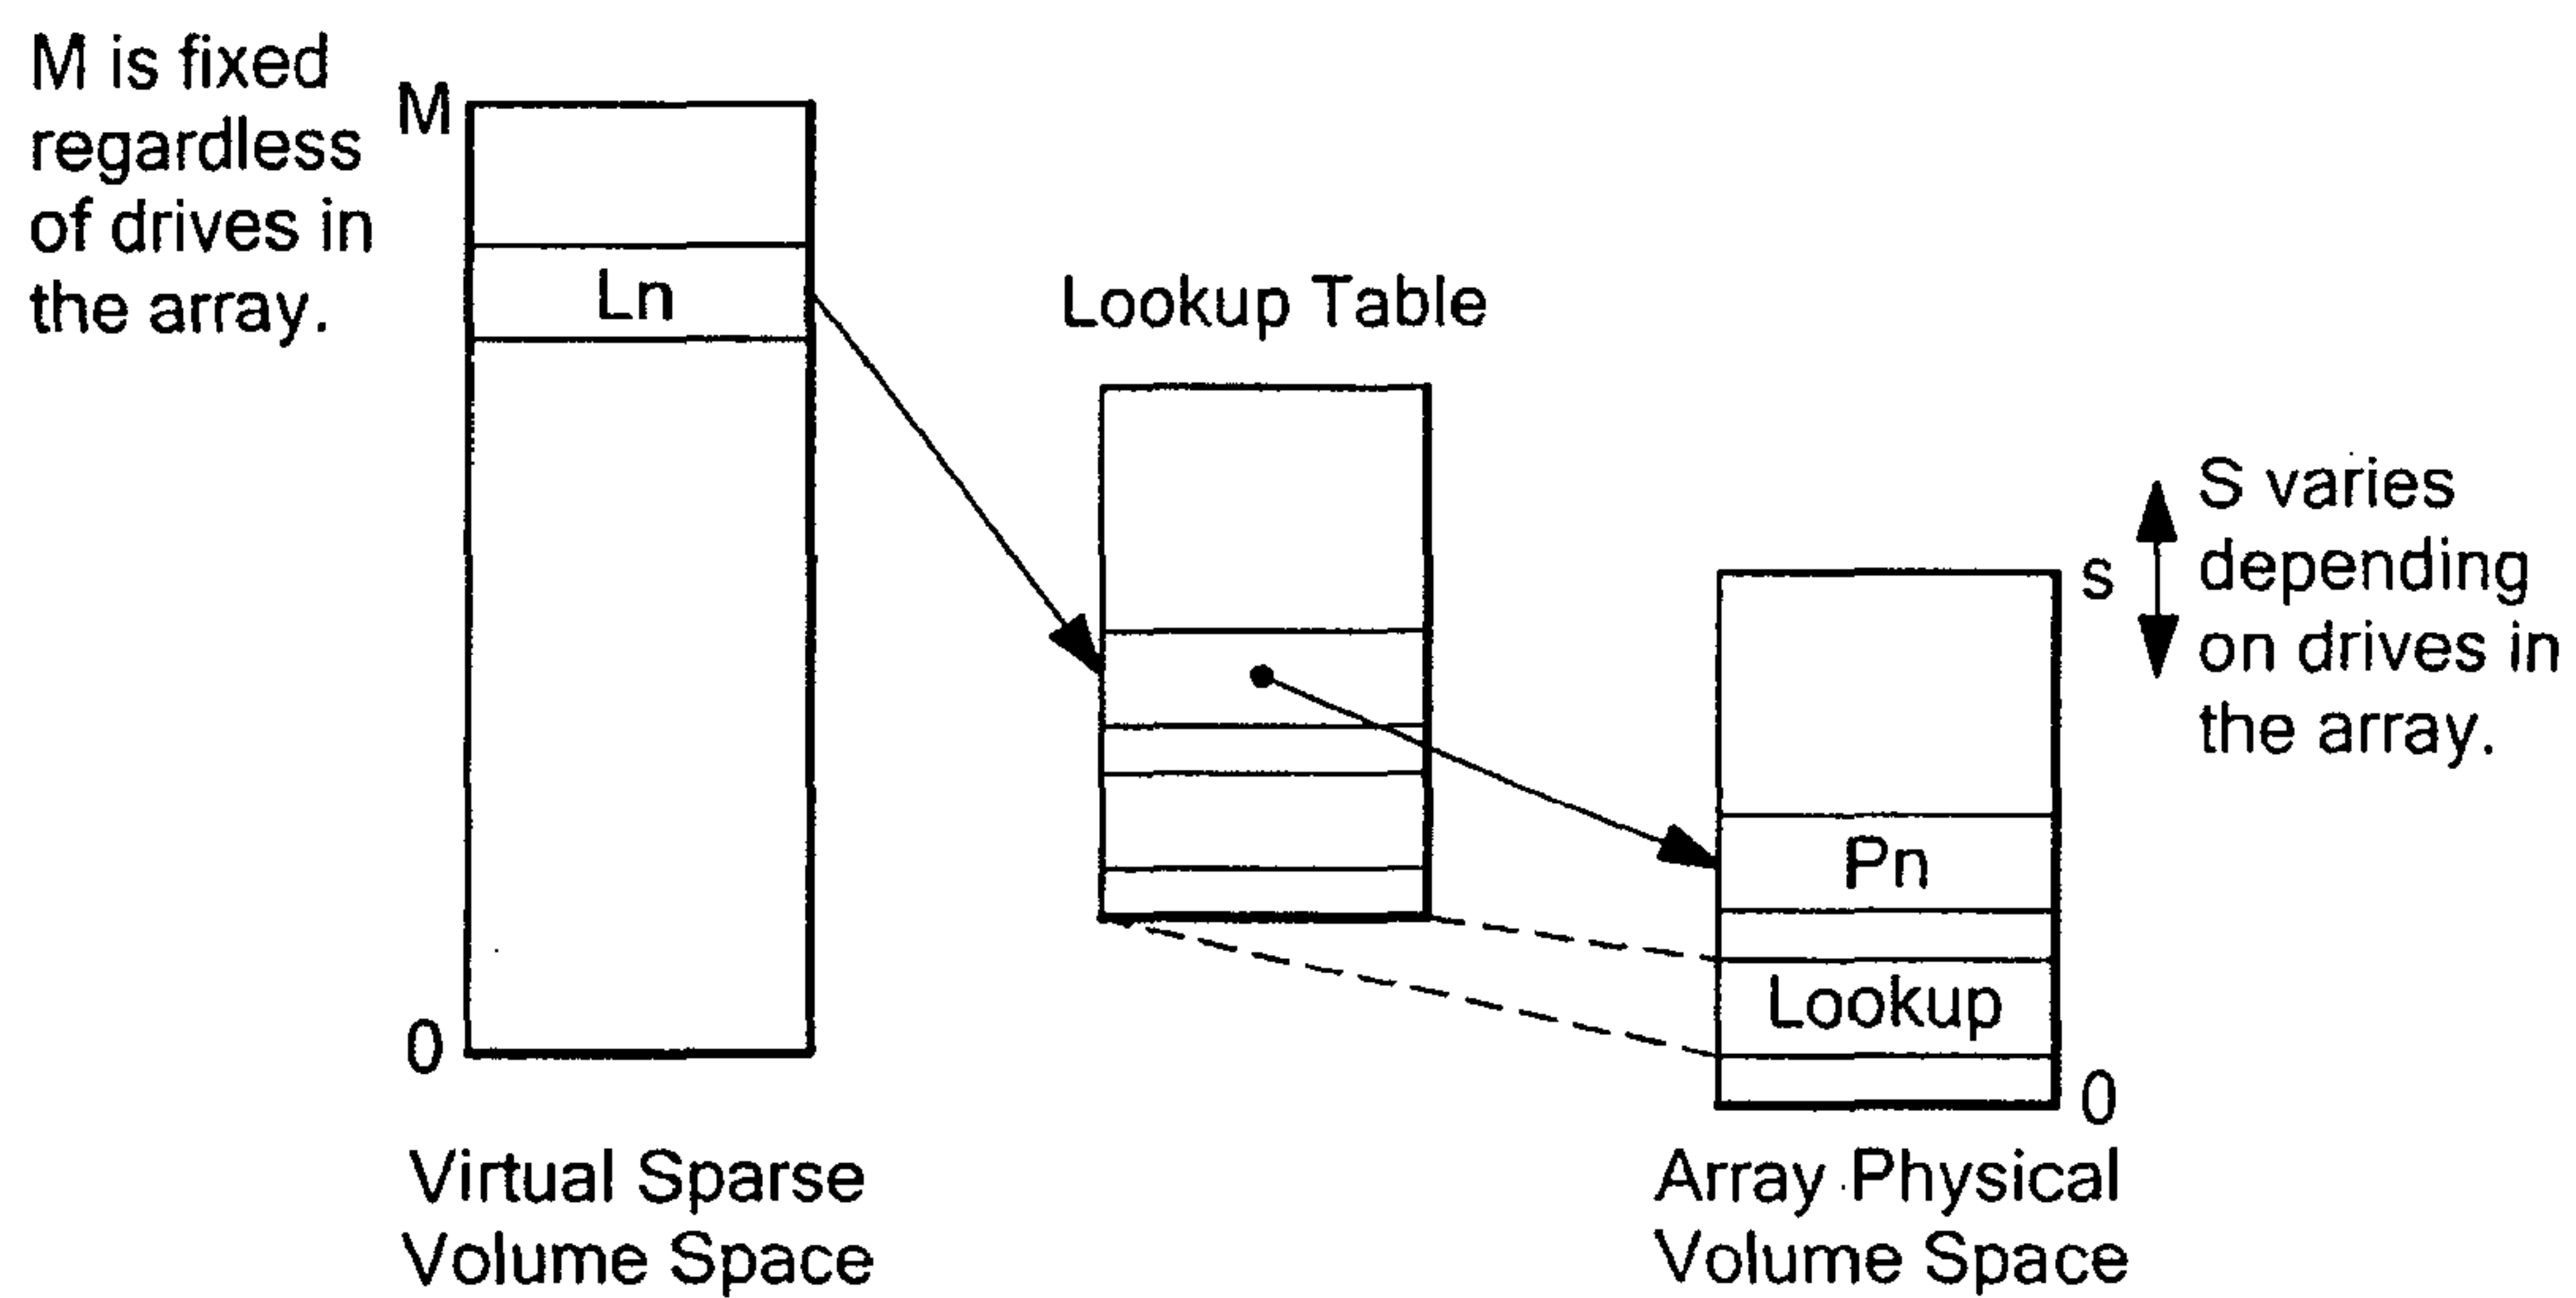 M is fixed
regardless
of drives in
the array.
M
Ln
0
Virtual Sparse
Volume Space
Lookup Table
S varies
depending
on drives in
the array.
s
Pn
Lookup
0
Array Physical
Volume Space